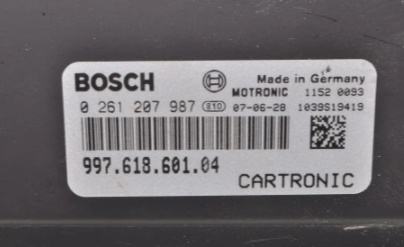 BOSCH Made in Germany
MOTRONIC 1152 0093
0 261 207 987 E10 07-06-28 1039S19419
997.618.601.04
CARTRONIC